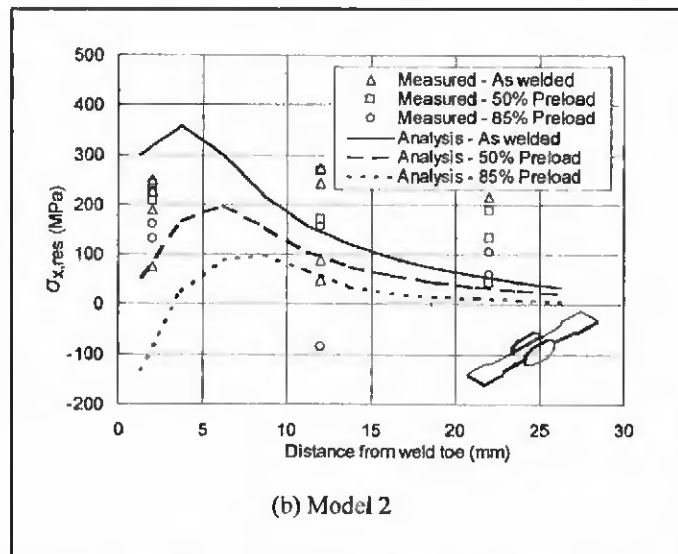 500
400
300
200
100
0
-100
-200
σx,res (MPa)
Measured - As welded
Measured - 50% Preload
Measured - 85% Preload
Analysis - As welded
Analysis - 50% Preload
Analysis - 85% Preload
0 5 10 15 20 25 30
Distance from weld toe (mm)
(b) Model 2